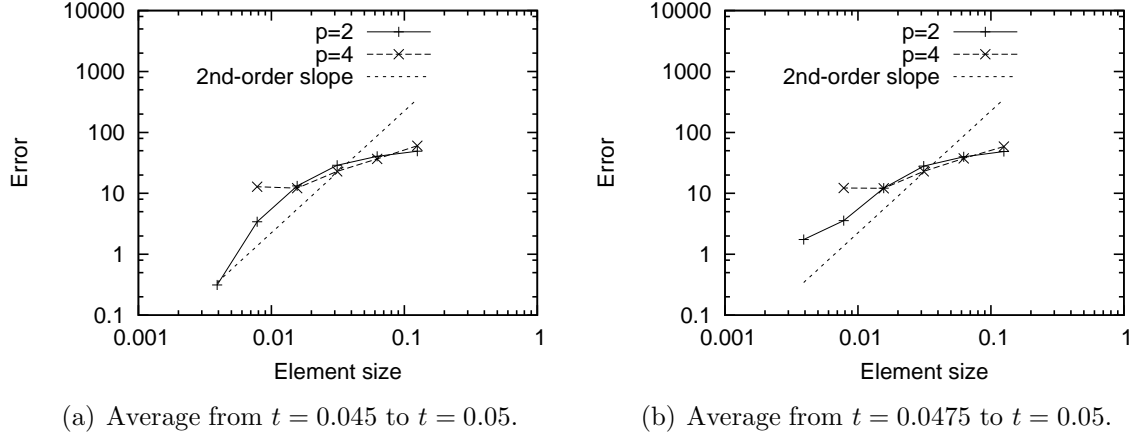 10000
1000
100
10
1
0.1
0.001
0.01
0.1
1
Error
Element size
p=2
p=4
2nd-order slope
(a) Average from t = 0.045 to t = 0.05.
10000
1000
100
10
1
0.1
0.001
0.01
0.1
1
Error
Element size
p=2
p=4
2nd-order slope
(b) Average from t = 0.0475 to t = 0.05.